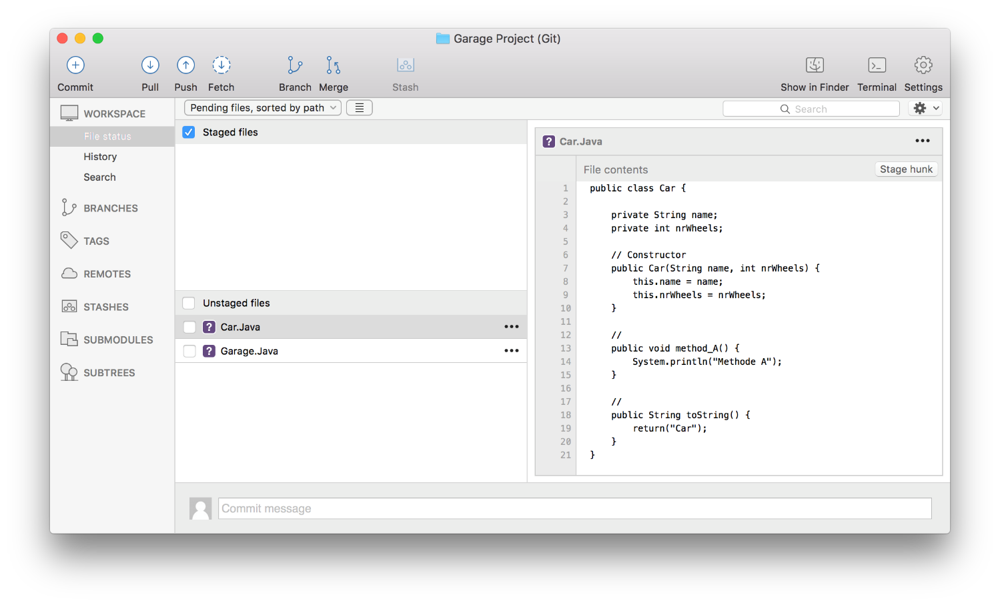 Garage Project (Git)
Commit Pull Push Fetch Branch Merge Stash Show in Finder Terminal Settings
WORKSPACE
File status
History
Search
BRANCHES
TAGS
REMOTES
STASHES
SUBMODULES
SUBTREES
Pending files, sorted by path
Search
Staged files
Unstaged files
? Car.Java •••
? Garage.Java •••
? Car.Java •••
File contents Stage hunk
1 public class Car {
2
3 private String name;
4 private int nrWheels;
5
6 // Constructor
7 public Car(String name, int nrWheels) {
8 this.name = name;
9 this.nrWheels = nrWheels;
10 }
11
12 //
13 public void method_A() {
14 System.println("Methode A");
15 }
16
17 //
18 public String toString() {
19 return("Car");
20 }
21 }
Commit message